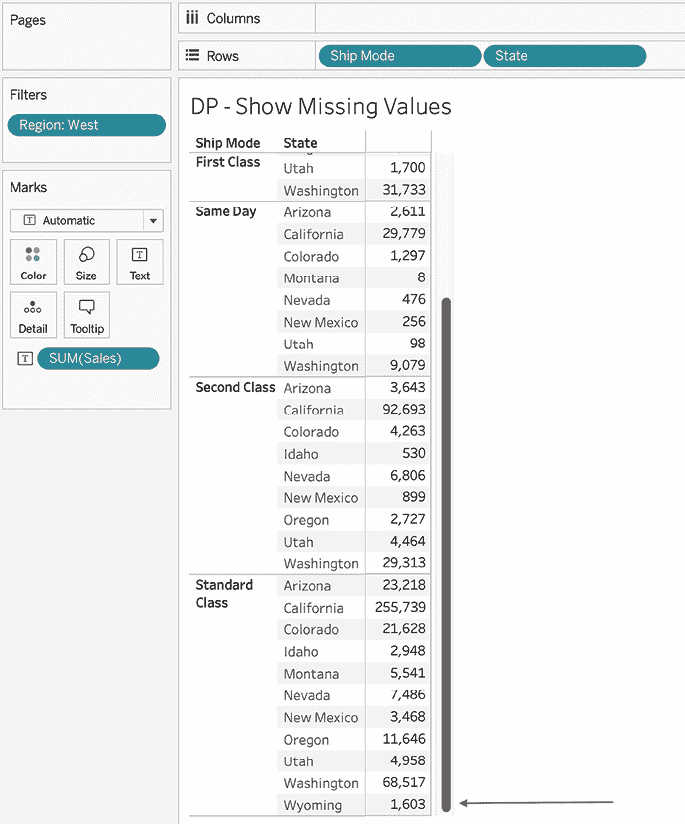 Pages
Columns
Rows
Ship Mode
State
Filters
Region: West
Marks
Automatic
Color
Size
Text
Detail
Tooltip
SUM(Sales)
DP - Show Missing Values
Ship Mode State
First Class Utah 1,700
Washington 31,733
Same Day Arizona 2,611
California 29,779
Colorado 1,297
Montana 8
Nevada 476
New Mexico 256
Utah 98
Washington 9,079
Second Class Arizona 3,643
California 92,693
Colorado 4,263
Idaho 530
Nevada 6,806
New Mexico 899
Oregon 2,727
Utah 4,464
Washington 29,313
Standard Class Arizona 23,218
California 255,739
Colorado 21,628
Idaho 2,948
Montana 5,541
Nevada 7,486
New Mexico 3,468
Oregon 11,646
Utah 4,958
Washington 68,517
Wyoming 1,603